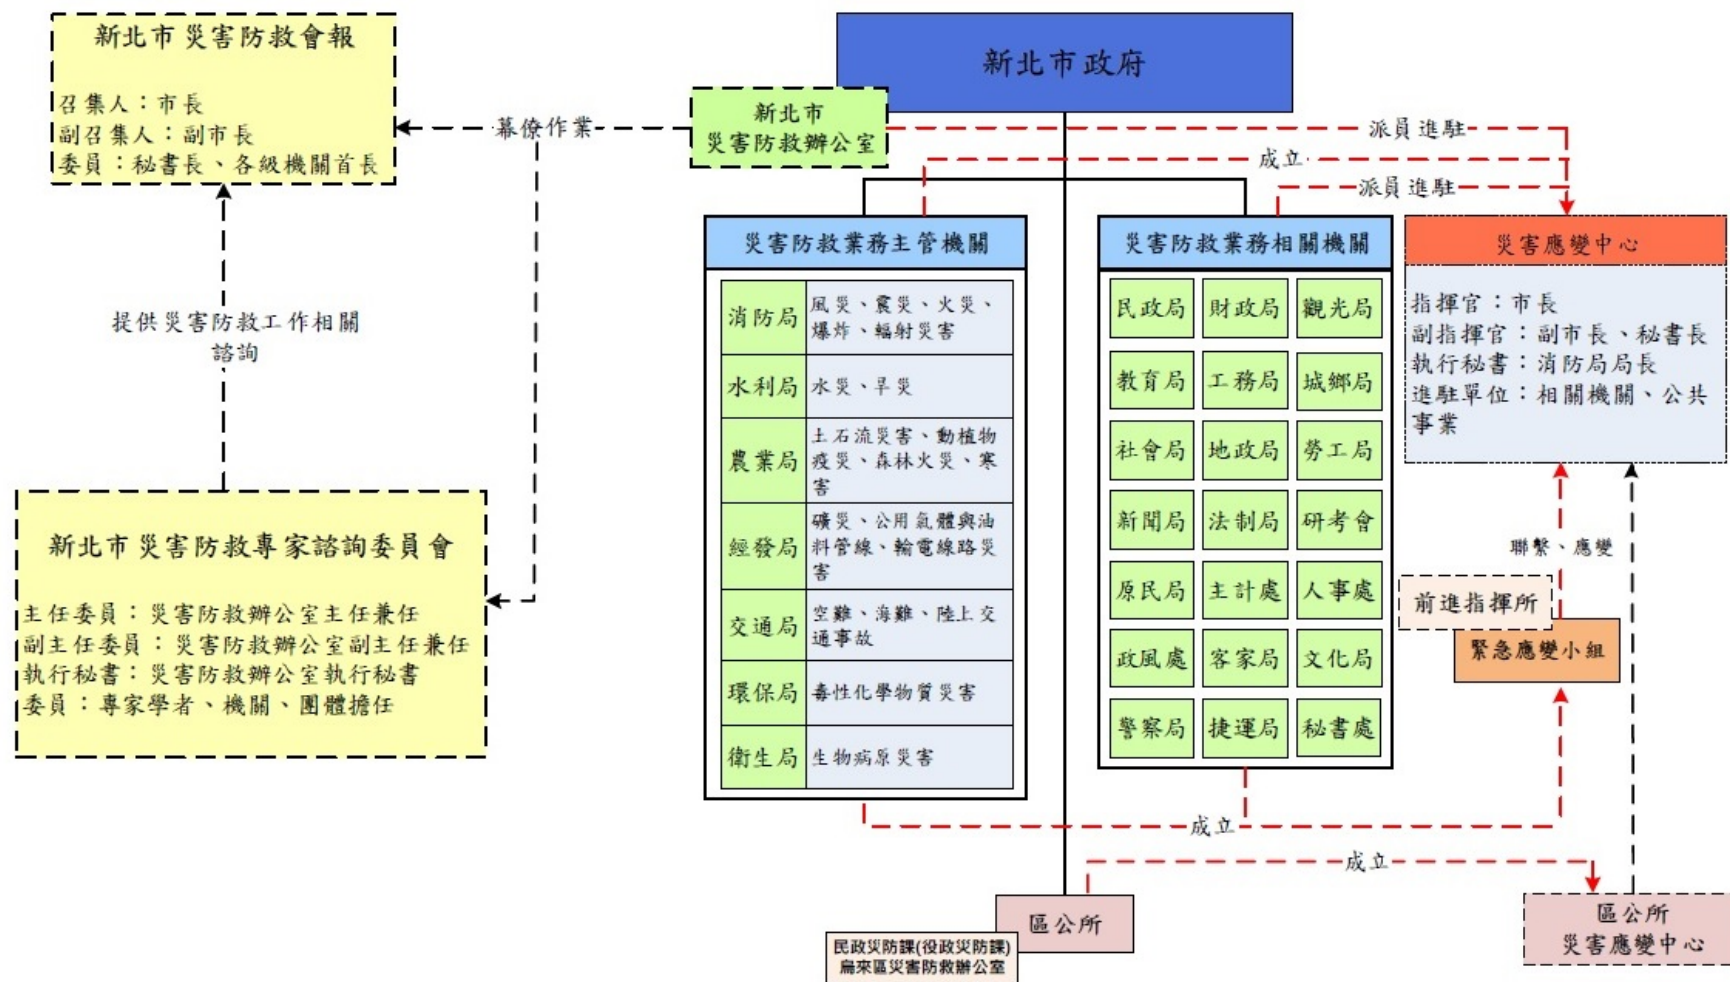 新北市災害防救會報
召集人：市長
副召集人：副市長
委員：秘書長、各級機關首長
幕僚作業
新北市
災害防救辦公室
新北市政府
派員進駐
成立
派員進駐
提供災害防救工作相關
諮詢
新北市災害防救專家諮詢委員會
主任委員：災害防救辦公室主任兼任
副主任委員：災害防救辦公室副主任兼任
執行秘書：災害防救辦公室執行秘書
委員：專家學者、機關、團體擔任
災害防救業務主管機關
消防局
風災、震災、火災、
爆炸、輻射災害
水利局
水災、旱災
農業局
土石流災害、動植物
疫災、森林火災、寒
害
經發局
礦災、公用氣體與油
料管線、輸電線路災
害
交通局
空難、海難、陸上交
通事故
環保局
毒性化學物質災害
衛生局
生物病原災害
災害防救業務相關機關
民政局 財政局 觀光局
教育局 工務局 城鄉局
社會局 地政局 勞工局
新聞局 法制局 研考會
原民局 主計處 人事處
政風處 客家局 文化局
警察局 捷運局 秘書處
災害應變中心
指揮官：市長
副指揮官：副市長、秘書長
執行秘書：消防局局長
進駐單位：相關機關、公共
事業
聯繫、應變
前進指揮所
緊急應變小組
成立
成立
區公所
民政災防課(役政災防課)
烏來區災害防救辦公室
區公所
災害應變中心